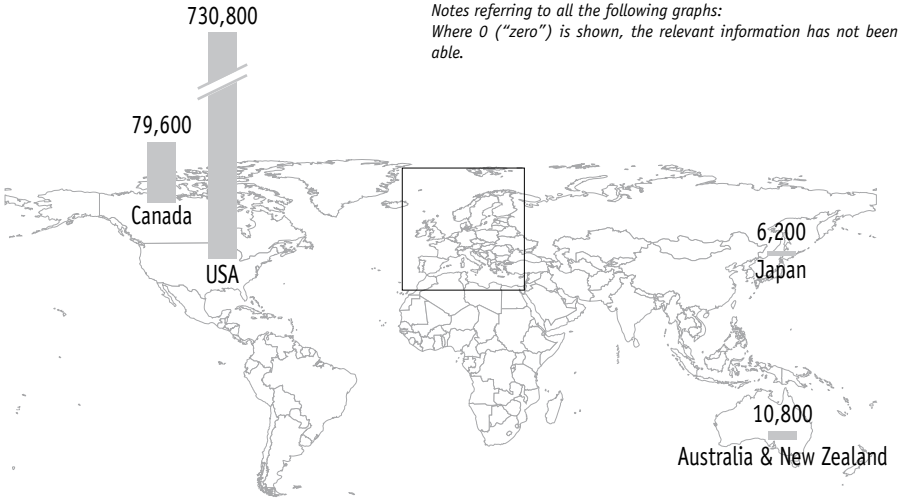 730,800
Notes referring to all the following graphs:
Where 0 (“zero”) is shown, the relevant information has not been
able.
79,600
Canada
USA
6,200
Japan
10,800
Australia & New Zealand